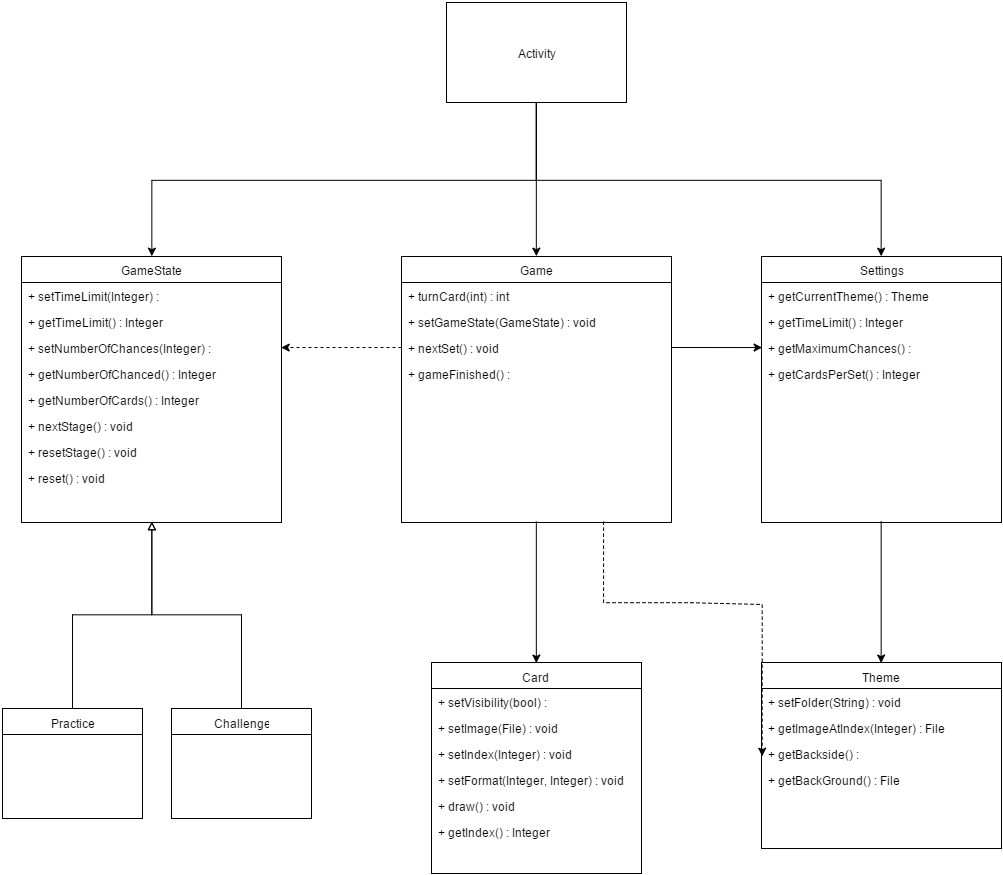 Activity
GameState
+ setTimeLimit(Integer) :
+ getTimeLimit() : Integer
+ setNumberOfChances(Integer) :
+ getNumberOfChanced() : Integer
+ getNumberOfCards() : Integer
+ nextStage() : void
+ resetStage() : void
+ reset() : void
Game
+ turnCard(int) : int
+ setGameState(GameState) : void
+ nextSet() : void
+ gameFinished() :
Settings
+ getCurrentTheme() : Theme
+ getTimeLimit() : Integer
+ getMaximumChances() :
+ getCardsPerSet() : Integer
Practice
Challenge
Card
+ setVisibility(bool) :
+ setImage(File) : void
+ setIndex(Integer) : void
+ setFormat(Integer, Integer) : void
+ draw() : void
+ getIndex() : Integer
Theme
+ setFolder(String) : void
+ getImageAtIndex(Integer) : File
+ getBackside() :
+ getBackGround() : File